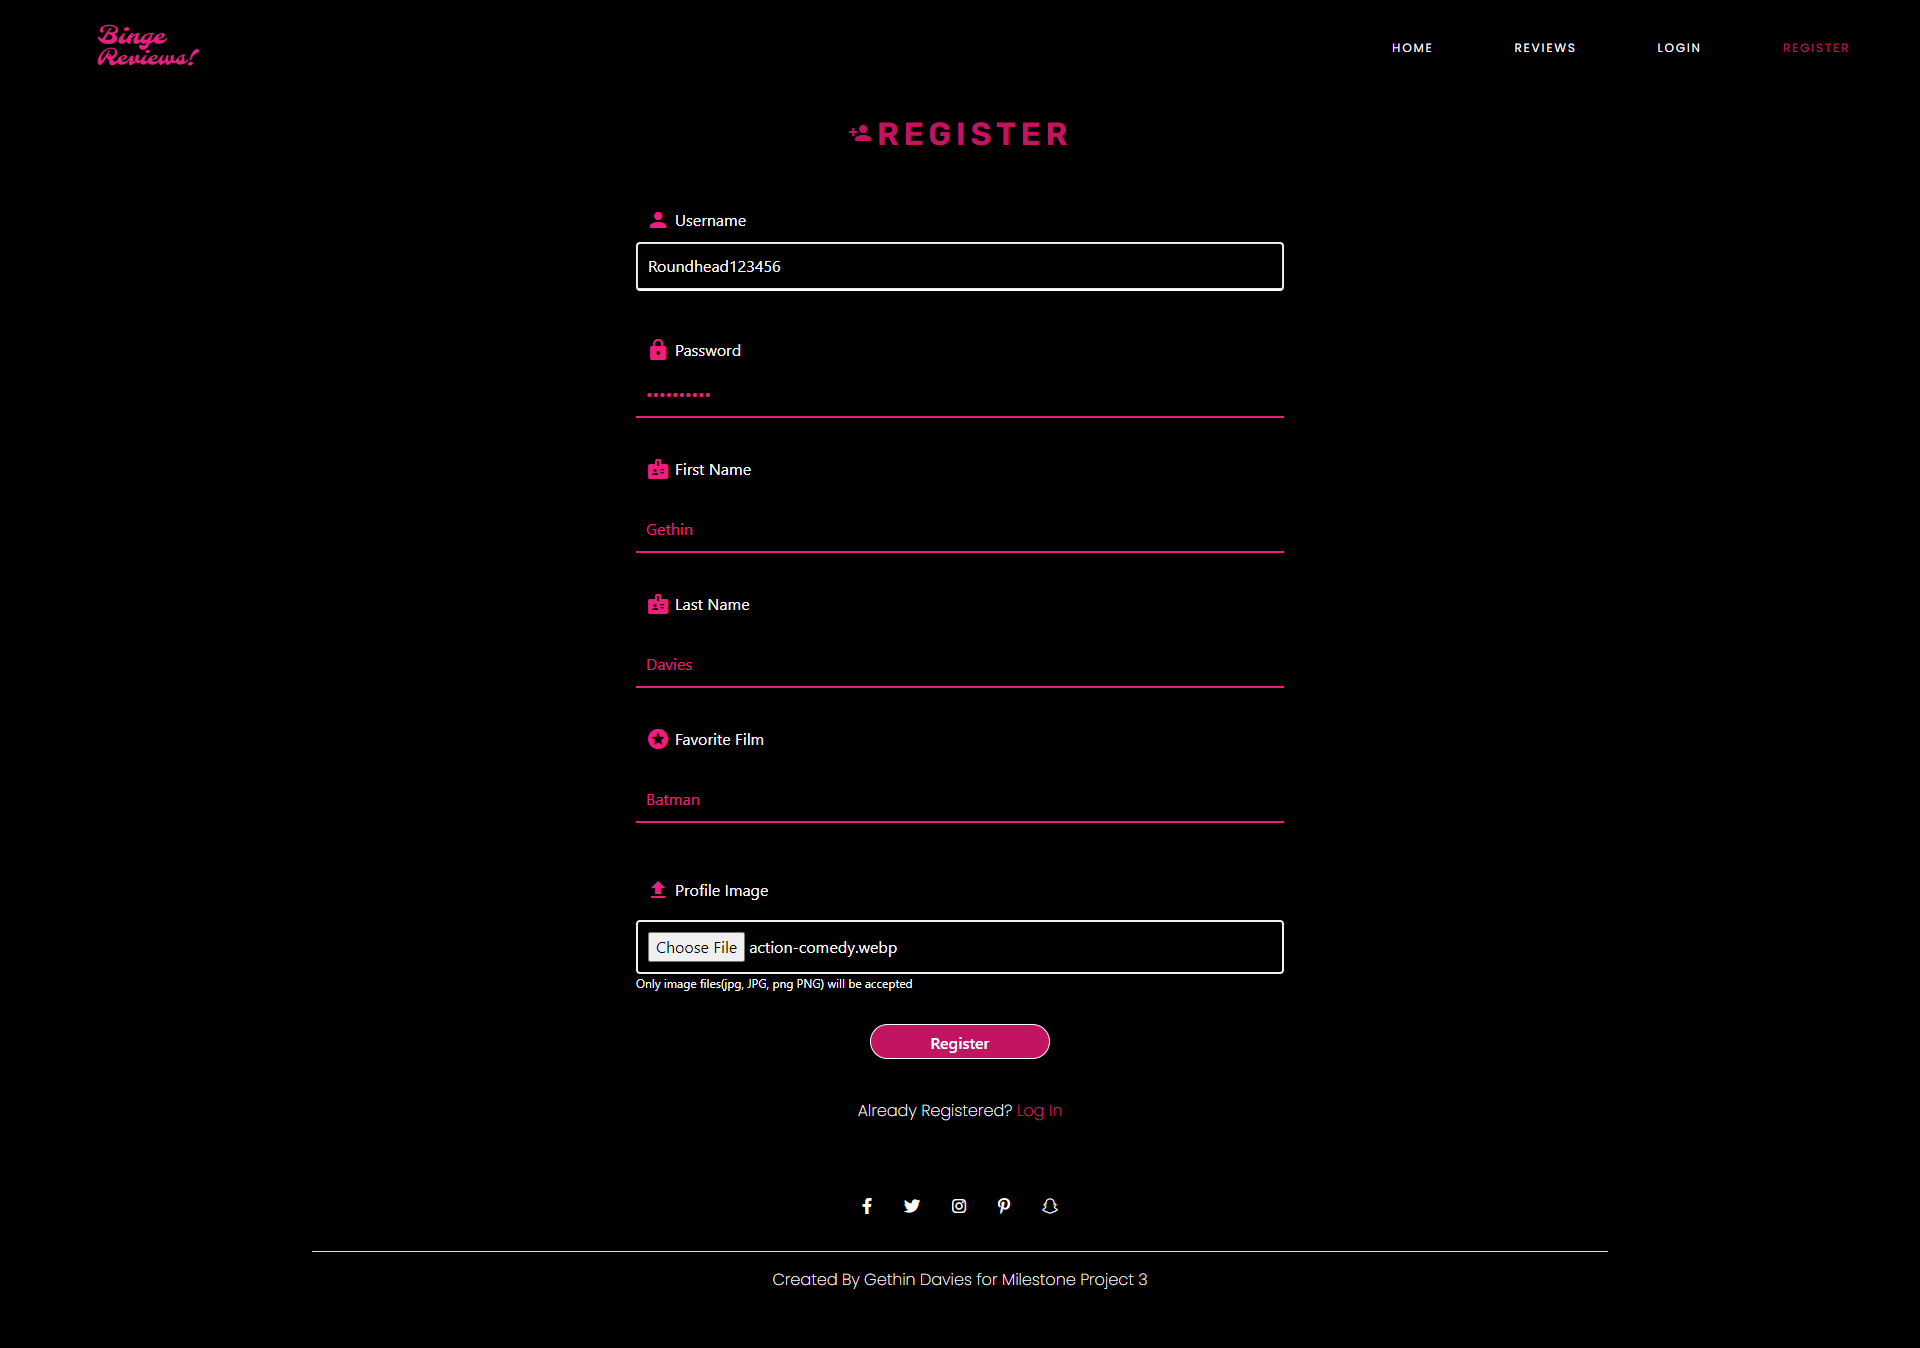 Binge
Reviews!
HOME REVIEWS LOGIN REGISTER
REGISTER
Username
Roundhead123456
Password
••••••••••
First Name
Gethin
Last Name
Davies
Favorite Film
Batman
Profile Image
Choose File action-comedy.webp
Only image files(jpg, JPG, png PNG) will be accepted
Register
Already Registered? Log In
Created By Gethin Davies for Milestone Project 3